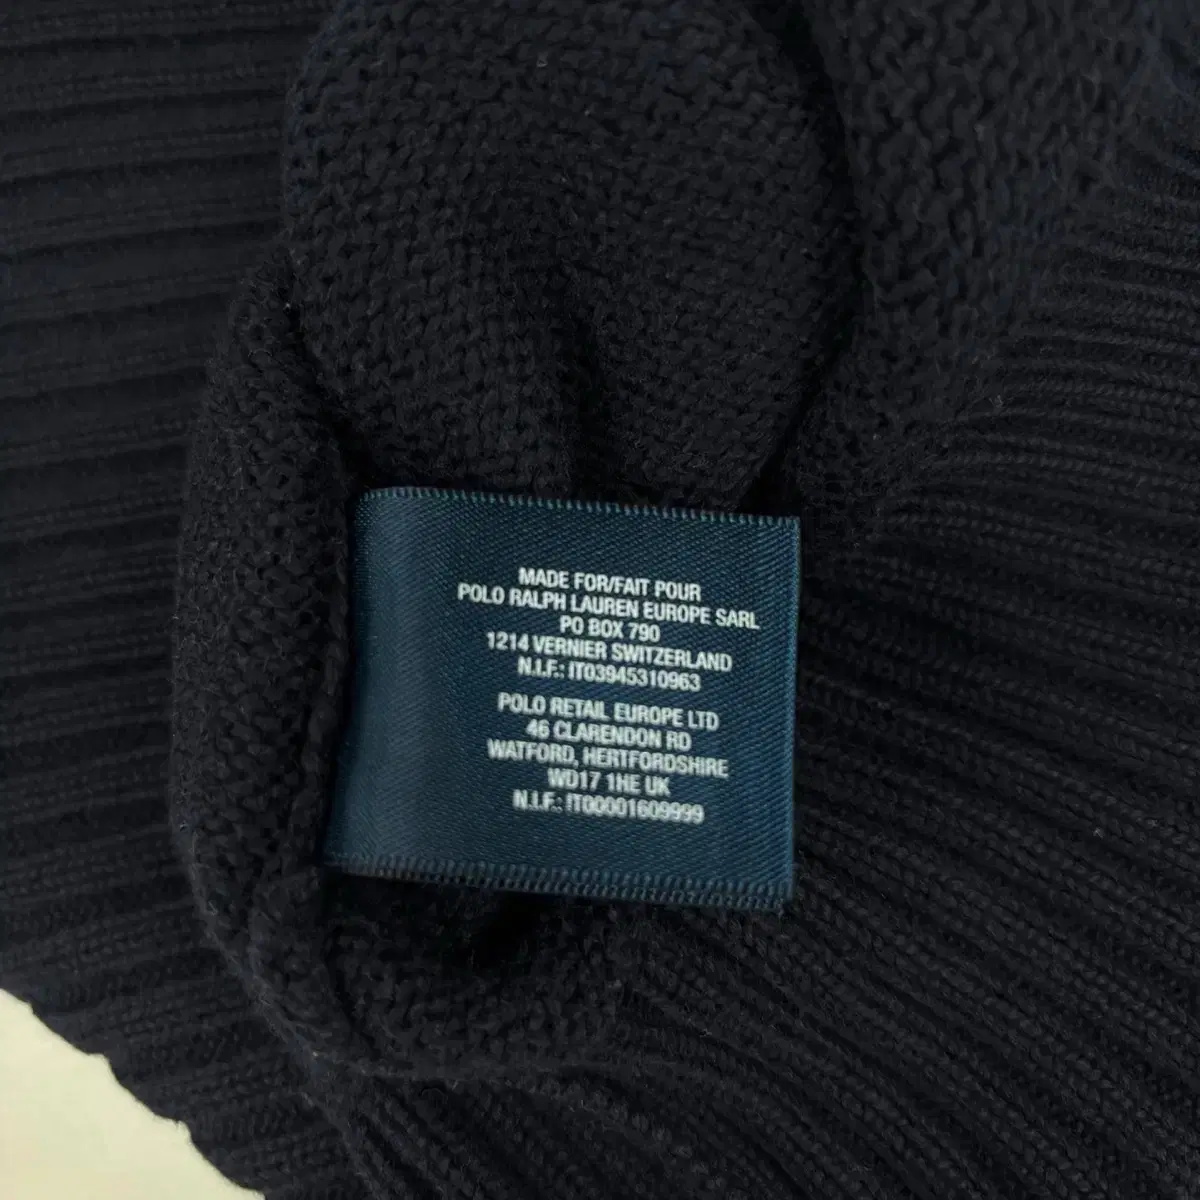 MADE FOR/FAIT POUR
POLO RALPH LAUREN EUROPE SARL
PO BOX 790
1214 VERNIER SWITZERLAND
N.I.F.: IT03945310963
POLO RETAIL EUROPE LTD
46 CLARENDON RD
WATFORD, HERTFORDSHIRE
WD17 1HE UK
N.I.F.: IT00001609999